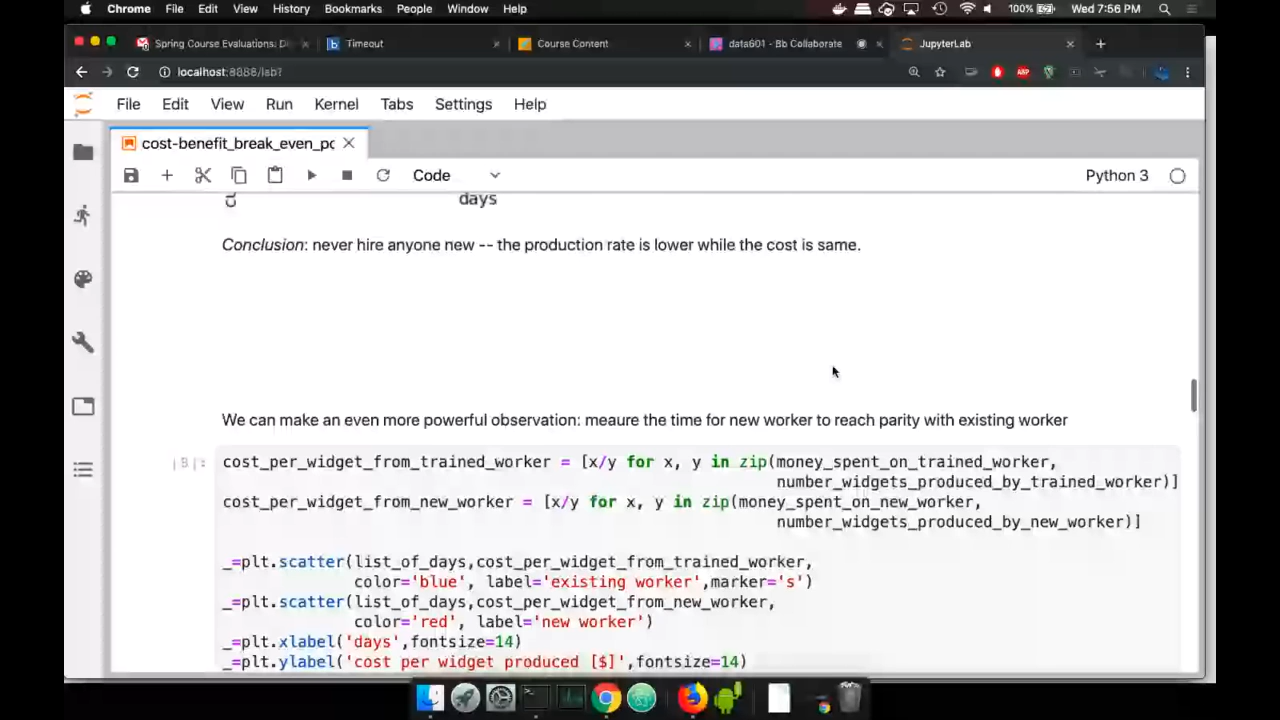 Chrome File Edit View History Bookmarks People Window Help 100% Wed 7:56 PM
Spring Course Evaluations: D Timeout Course Content data601 - Bb Collaborate JupyterLab
localhost:8888/lab?
File Edit View Run Kernel Tabs Settings Help
cost-benefit_break_even_po
Code Python 3
days
Conclusion: never hire anyone new -- the production rate is lower while the cost is same.
We can make an even more powerful observation: meaure the time for new worker to reach parity with existing worker
[8]: cost_per_widget_from_trained_worker = [x/y for x, y in zip(money_spent_on_trained_worker,
number_widgets_produced_by_trained_worker)]
cost_per_widget_from_new_worker = [x/y for x, y in zip(money_spent_on_new_worker,
number_widgets_produced_by_new_worker)]
_=plt.scatter(list_of_days,cost_per_widget_from_trained_worker,
color='blue', label='existing worker',marker='s')
_=plt.scatter(list_of_days,cost_per_widget_from_new_worker,
color='red', label='new worker')
_=plt.xlabel('days',fontsize=14)
_=plt.ylabel('cost per widget produced [$]',fontsize=14)